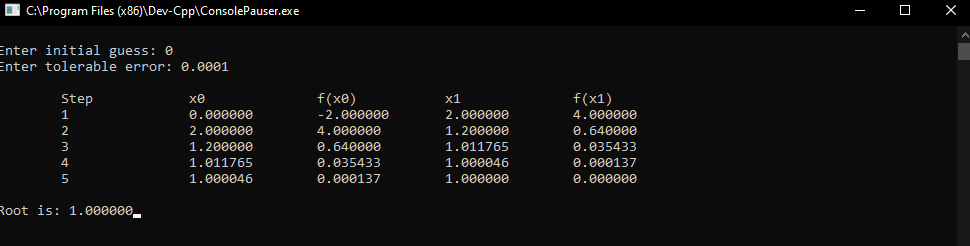 C:\Program Files (x86)\Dev-Cpp\ConsolePauser.exe
Enter initial guess: 0
Enter tolerable error: 0.0001
Step x0 f(x0) x1 f(x1)
1 0.000000 -2.000000 2.000000 4.000000
2 2.000000 4.000000 1.200000 0.640000
3 1.200000 0.640000 1.011765 0.035433
4 1.011765 0.035433 1.000046 0.000137
5 1.000046 0.000137 1.000000 0.000000
Root is: 1.000000